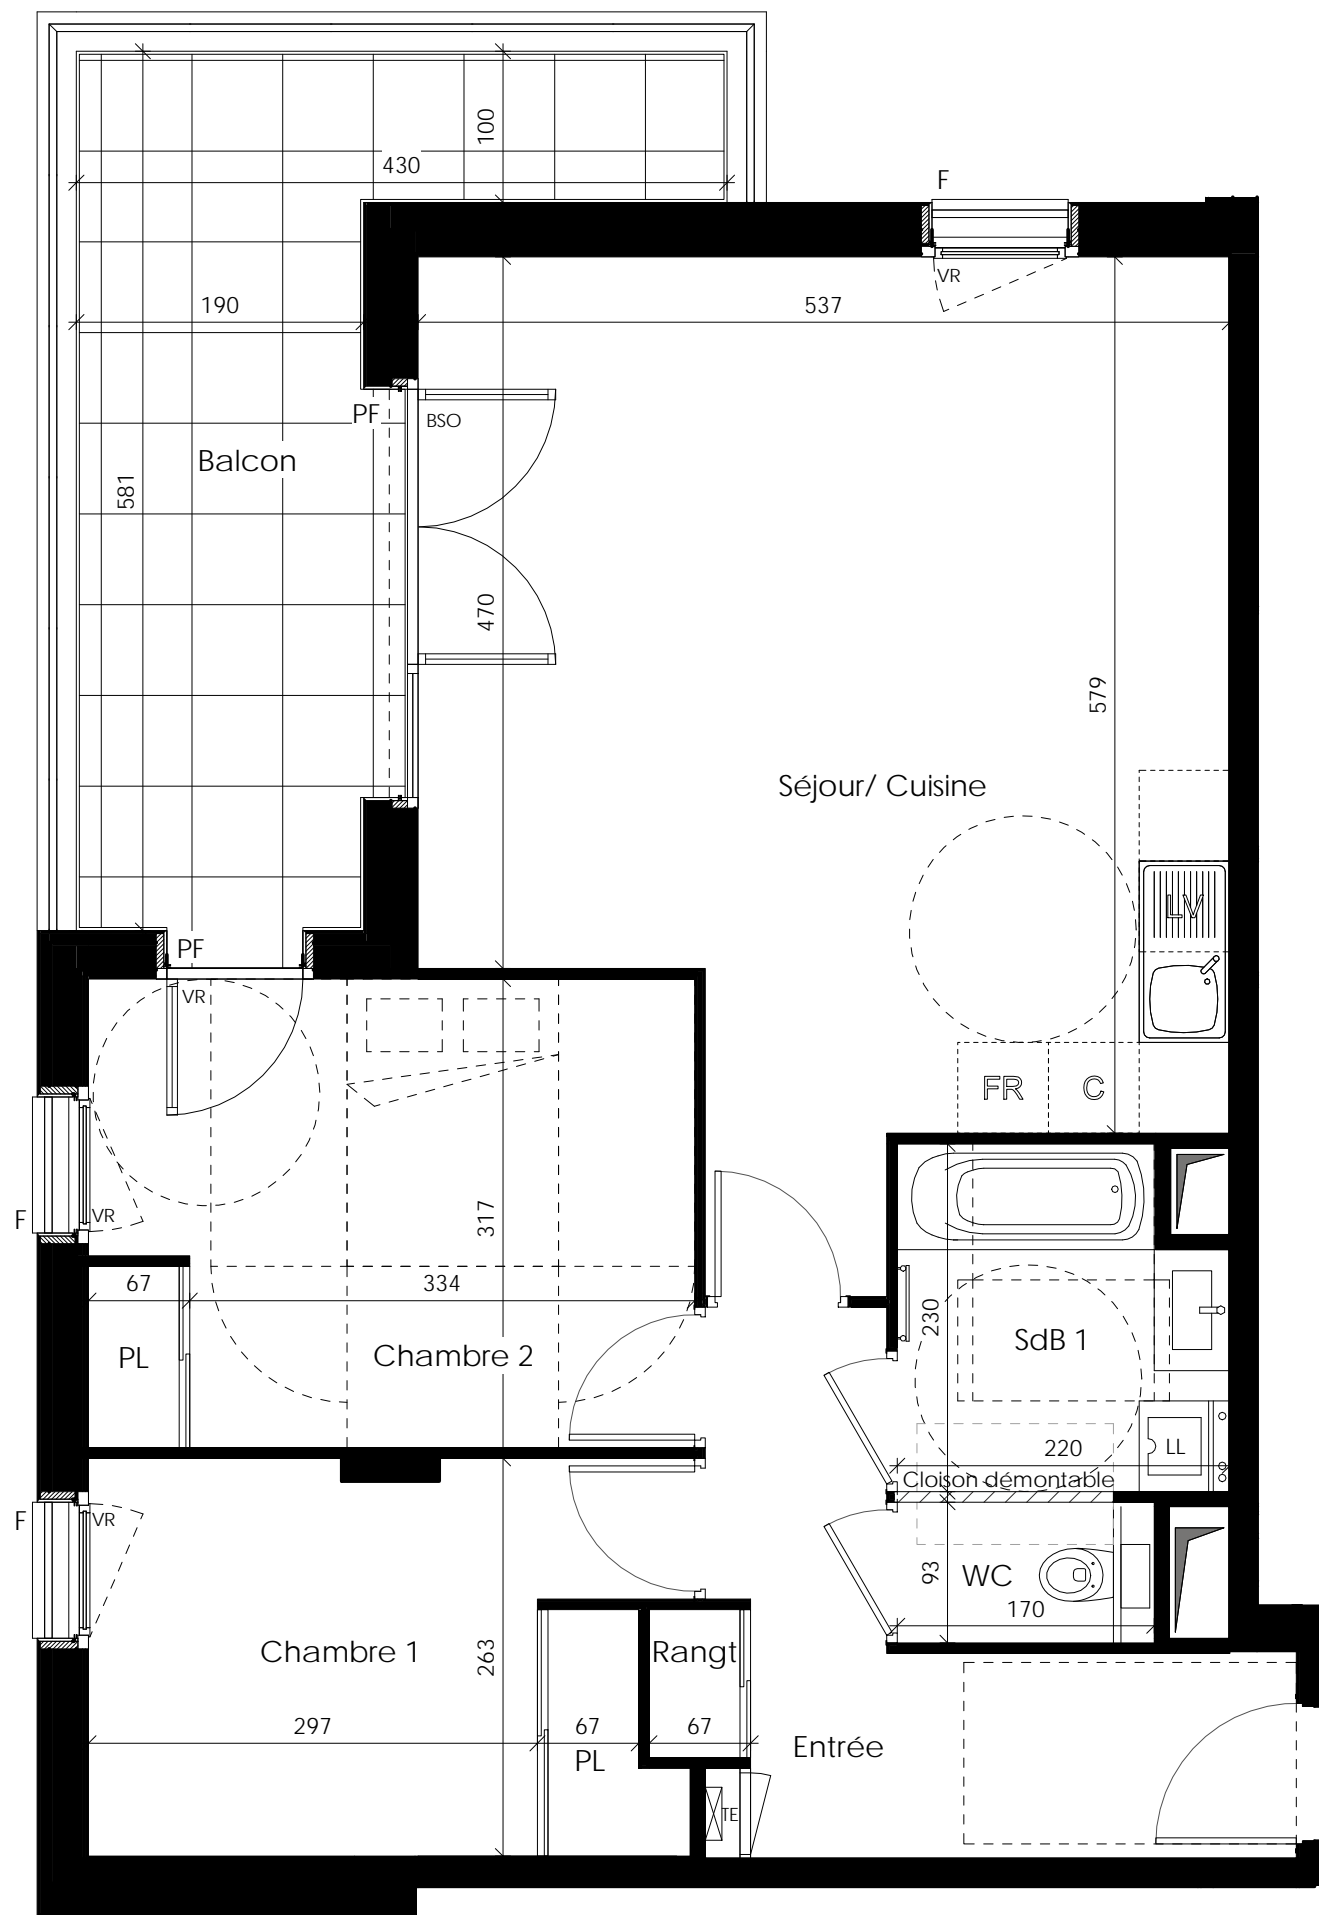 100
430
F
VR
190
537
PF
BSO
Balcon
581
470
579
Séjour/ Cuisine
LV
PF
VR
FR
C
F
VR
317
67
334
230
SdB 1
PL
Chambre 2
220
LL
Cloison démontable
F
VR
93
WC
170
Chambre 1
263
Rangt
297
67
67
PL
Entrée
TE